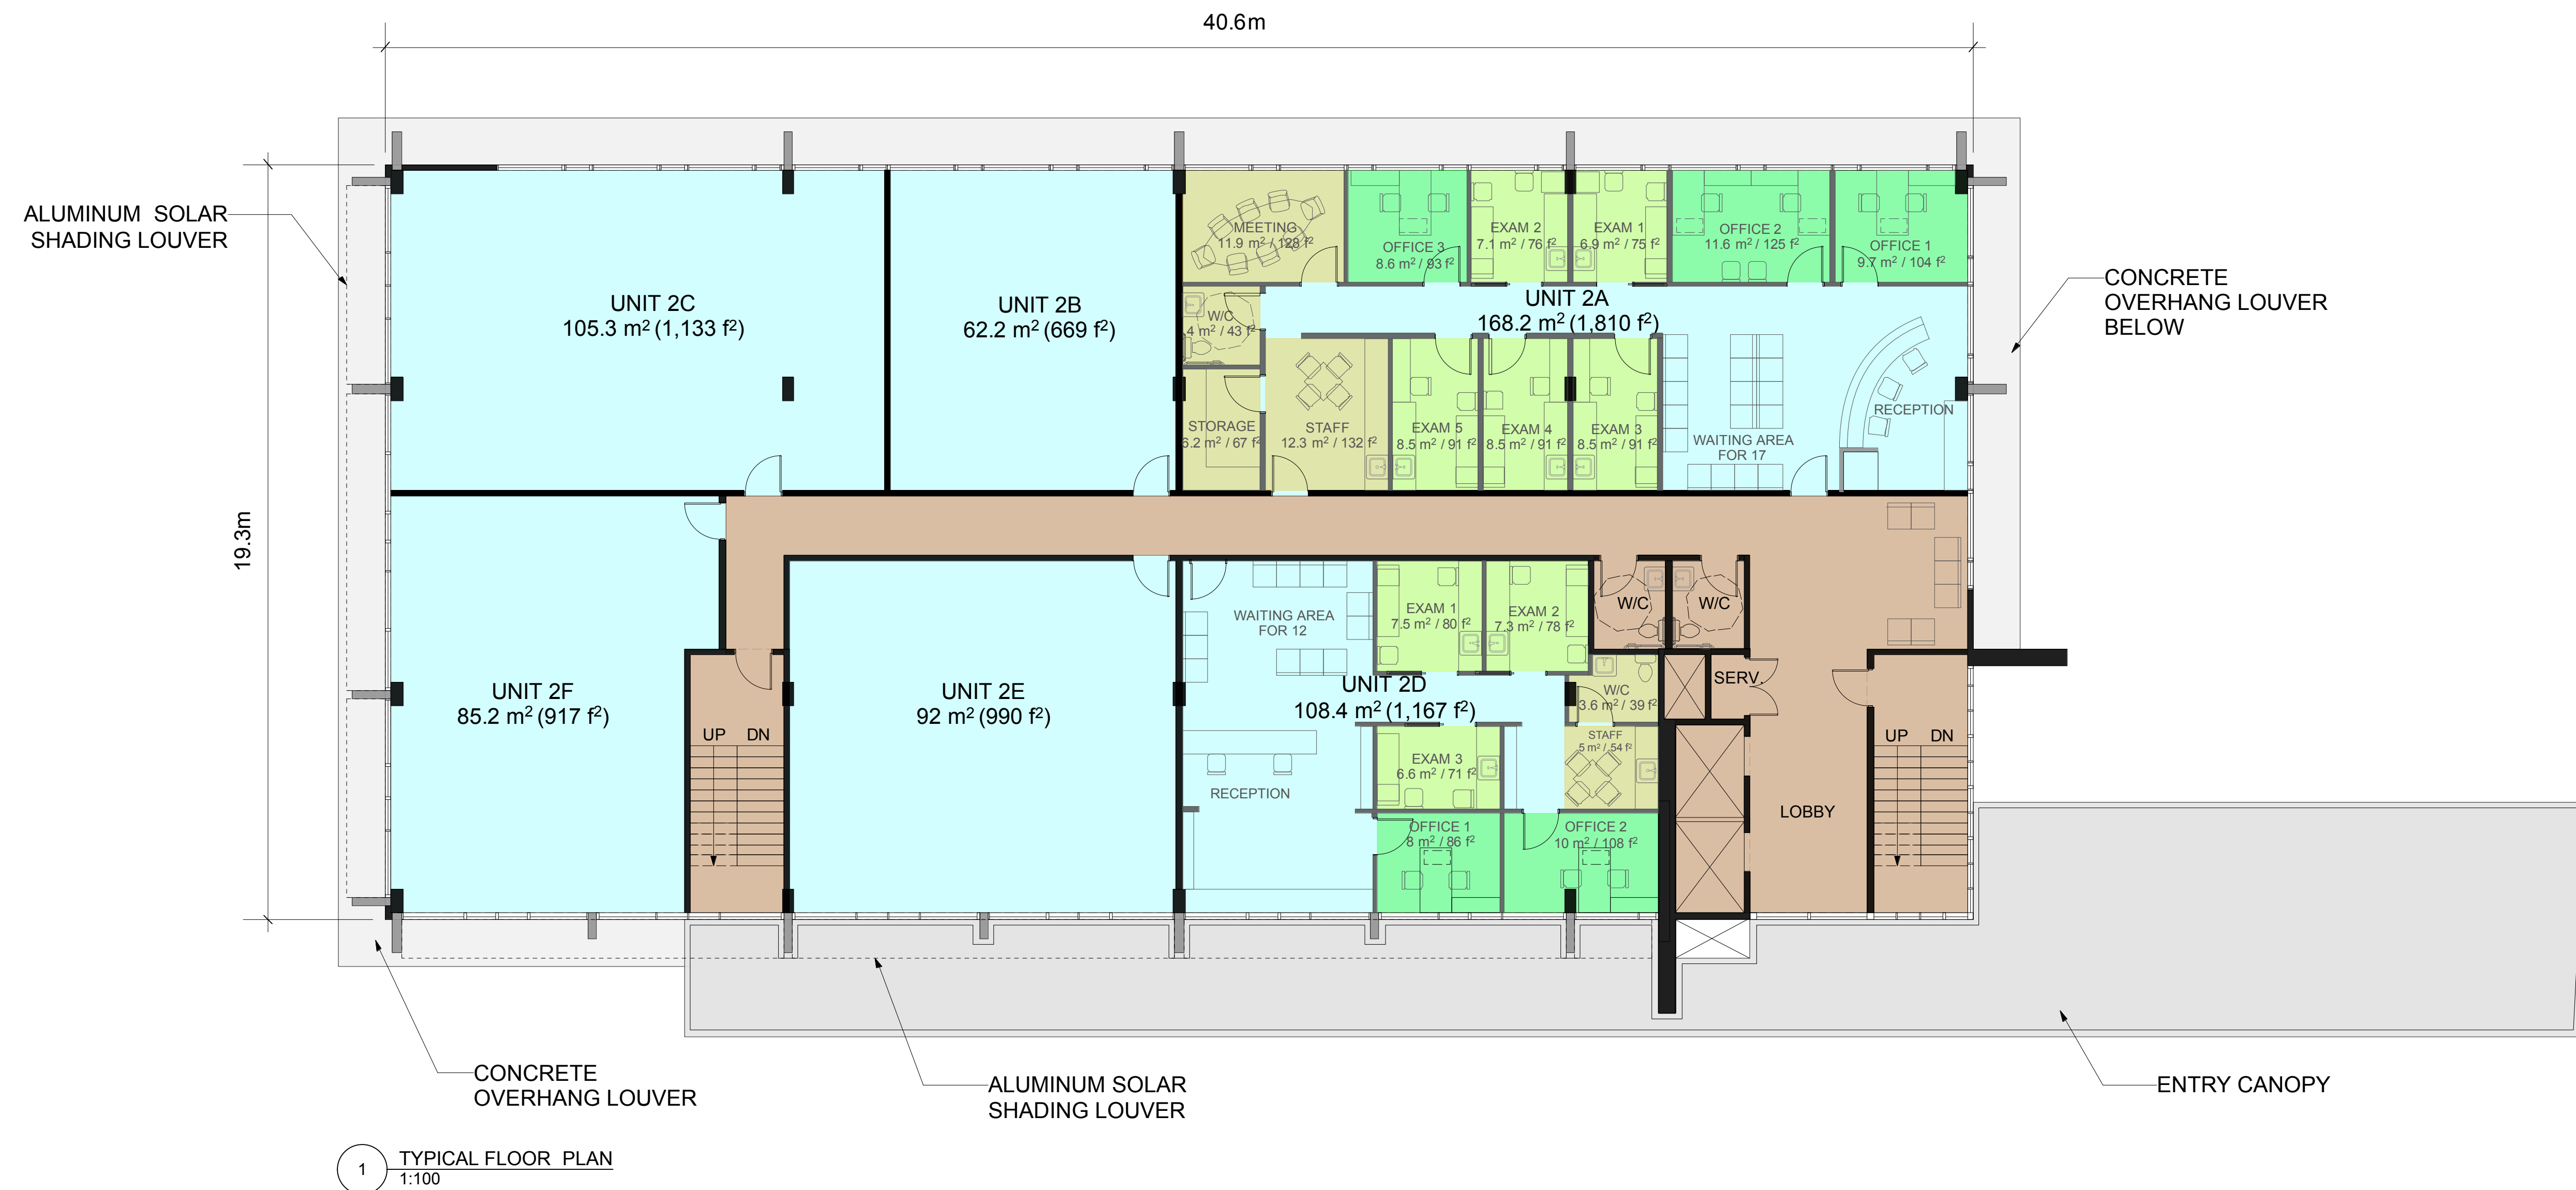 40.6m
ALUMINUM SOLAR
SHADING LOUVER
19.3m
UNIT 2C
105.3 m² (1,133 f²)
UNIT 2B
62.2 m² (669 f²)
MEETING
11.9 m² / 128 f²
OFFICE 3
8.6 m² / 93 f²
EXAM 2
7.1 m² / 76 f²
EXAM 1
6.9 m² / 75 f²
OFFICE 2
11.6 m² / 125 f²
OFFICE 1
9.7 m² / 104 f²
CONCRETE
OVERHANG LOUVER
BELOW
UNIT 2A
168.2 m² (1,810 f²)
W/C
4 m² / 43 f²
STORAGE
6.2 m² / 67 f²
STAFF
12.3 m² / 132 f²
EXAM 5
8.5 m² / 91 f²
EXAM 4
8.5 m² / 91 f²
EXAM 3
8.5 m² / 91 f²
WAITING AREA
FOR 17
RECEPTION
UNIT 2F
85.2 m² (917 f²)
UP DN
UNIT 2E
92 m² (990 f²)
WAITING AREA
FOR 12
EXAM 1
7.5 m² / 80 f²
EXAM 2
7.3 m² / 78 f²
W/C
W/C
UNIT 2D
108.4 m² (1,167 f²)
W/C
3.6 m² / 39 f²
SERV.
STAFF
5 m² / 54 f²
EXAM 3
6.6 m² / 71 f²
RECEPTION
OFFICE 1
8 m² / 86 f²
OFFICE 2
10 m² / 108 f²
LOBBY
UP DN
CONCRETE
OVERHANG LOUVER
ALUMINUM SOLAR
SHADING LOUVER
ENTRY CANOPY
1
TYPICAL FLOOR PLAN
1:100